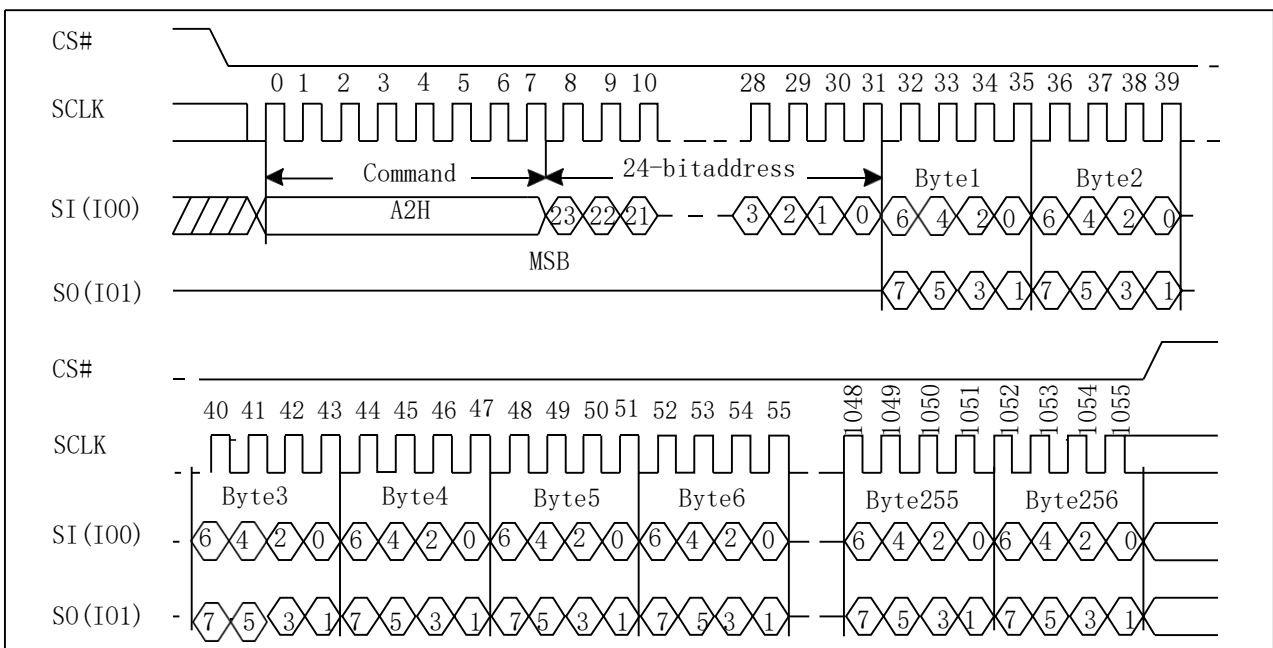 CS#
0 1 2 3 4 5 6 7 8 9 10 28 29 30 31 32 33 34 35 36 37 38 39
SCLK
Command 24-bitaddress Byte1 Byte2
SI(IO0) A2H 23 22 21 3 2 1 0 6 4 2 0 6 4 2 0
MSB
SO(IO1) 7 5 3 1 7 5 3 1
CS#
40 41 42 43 44 45 46 47 48 49 50 51 52 53 54 55 1048 1049 1050 1051 1052 1053 1054 1055
SCLK
Byte3 Byte4 Byte5 Byte6 Byte255 Byte256
SI(IO0) 6 4 2 0 6 4 2 0 6 4 2 0 6 4 2 0 6 4 2 0 6 4 2 0
SO(IO1) 7 5 3 1 7 5 3 1 7 5 3 1 7 5 3 1 7 5 3 1 7 5 3 1